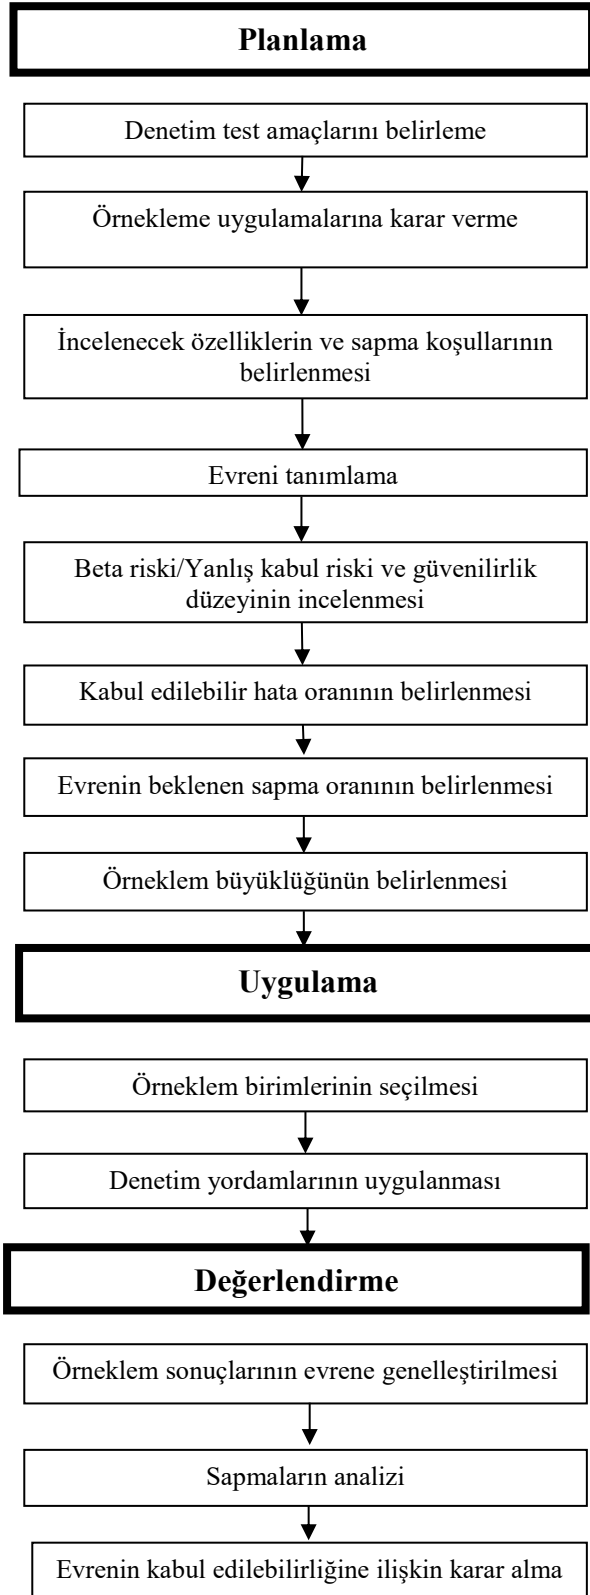 Planlama
Denetim test amaçlarını belirleme
Örnekleme uygulamalarına karar verme
İncelenecek özelliklerin ve sapma koşullarının
belirlenmesi
Evreni tanımlama
Beta riski/Yanlış kabul riski ve güvenilirlik
düzeyinin incelenmesi
Kabul edilebilir hata oranının belirlenmesi
Evrenin beklenen sapma oranının belirlenmesi
Örneklem büyüklüğünün belirlenmesi
Uygulama
Örneklem birimlerinin seçilmesi
Denetim yordamlarının uygulanması
Değerlendirme
Örneklem sonuçlarının evrene genelleştirilmesi
Sapmaların analizi
Evrenin kabul edilebilirliğine ilişkin karar alma